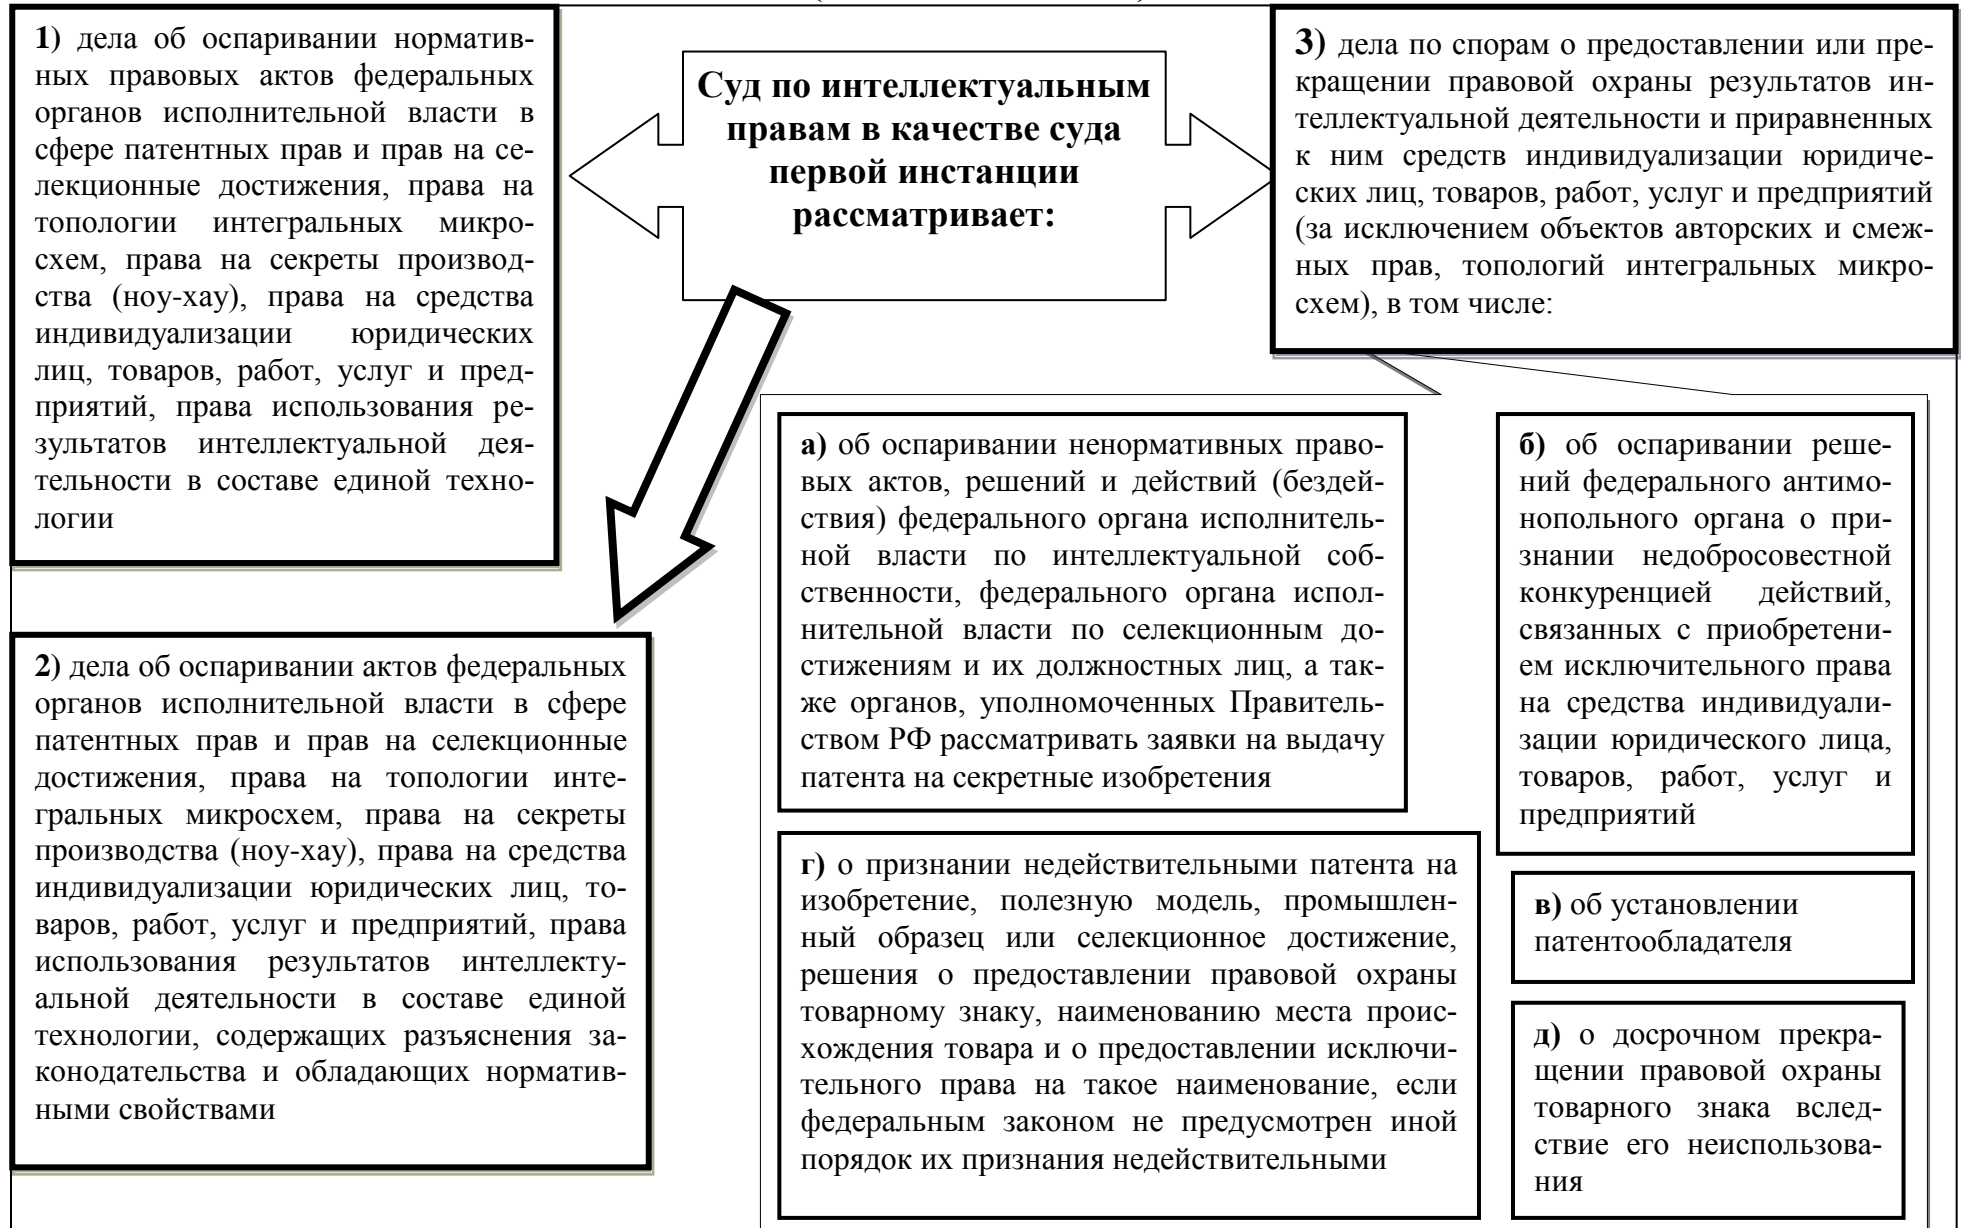 Суд по интеллектуальным
правам в качестве суда
первой инстанции
рассматривает:
1) дела об оспаривании норматив-
ных правовых актов федеральных
органов исполнительной власти в
сфере патентных прав и прав на се-
лекционные достижения, права на
топологии интегральных микро-
схем, права на секреты производ-
ства (ноу-хау), права на средства
индивидуализации юридических
лиц, товаров, работ, услуг и пред-
приятий, права использования ре-
зультатов интеллектуальной дея-
тельности в составе единой техно-
логии
2) дела об оспаривании актов федеральных
органов исполнительной власти в сфере
патентных прав и прав на селекционные
достижения, права на топологии инте-
гральных микросхем, права на секреты
производства (ноу-хау), права на средства
индивидуализации юридических лиц, то-
варов, работ, услуг и предприятий, права
использования результатов интеллекту-
альной деятельности в составе единой
технологии, содержащих разъяснения за-
конодательства и обладающих норматив-
ными свойствами
3) дела по спорам о предоставлении или пре-
кращении правовой охраны результатов ин-
теллектуальной деятельности и приравненных
к ним средств индивидуализации юридиче-
ских лиц, товаров, работ, услуг и предприятий
(за исключением объектов авторских и смеж-
ных прав, топологий интегральных микро-
схем), в том числе:
а) об оспаривании ненормативных право-
вых актов, решений и действий (бездей-
ствия) федерального органа исполнитель-
ной власти по интеллектуальной соб-
ственности, федерального органа испол-
нительной власти по селекционным до-
стижениям и их должностных лиц, а так-
же органов, уполномоченных Правитель-
ством РФ рассматривать заявки на выдачу
патента на секретные изобретения
б) об оспаривании реше-
ний федерального антимо-
нопольного органа о при-
знании недобросовестной
конкуренцией действий,
связанных с приобретени-
ем исключительного права
на средства индивидуали-
зации юридического лица,
товаров, работ, услуг и
предприятий
в) об установлении
патентообладателя
г) о признании недействительными патента на
изобретение, полезную модель, промышлен-
ный образец или селекционное достижение,
решения о предоставлении правовой охраны
товарному знаку, наименованию места проис-
хождения товара и о предоставлении исключи-
тельного права на такое наименование, если
федеральным законом не предусмотрен иной
порядок их признания недействительными
д) о досрочном прекра-
щении правовой охраны
товарного знака вслед-
ствие его неиспользова-
ния